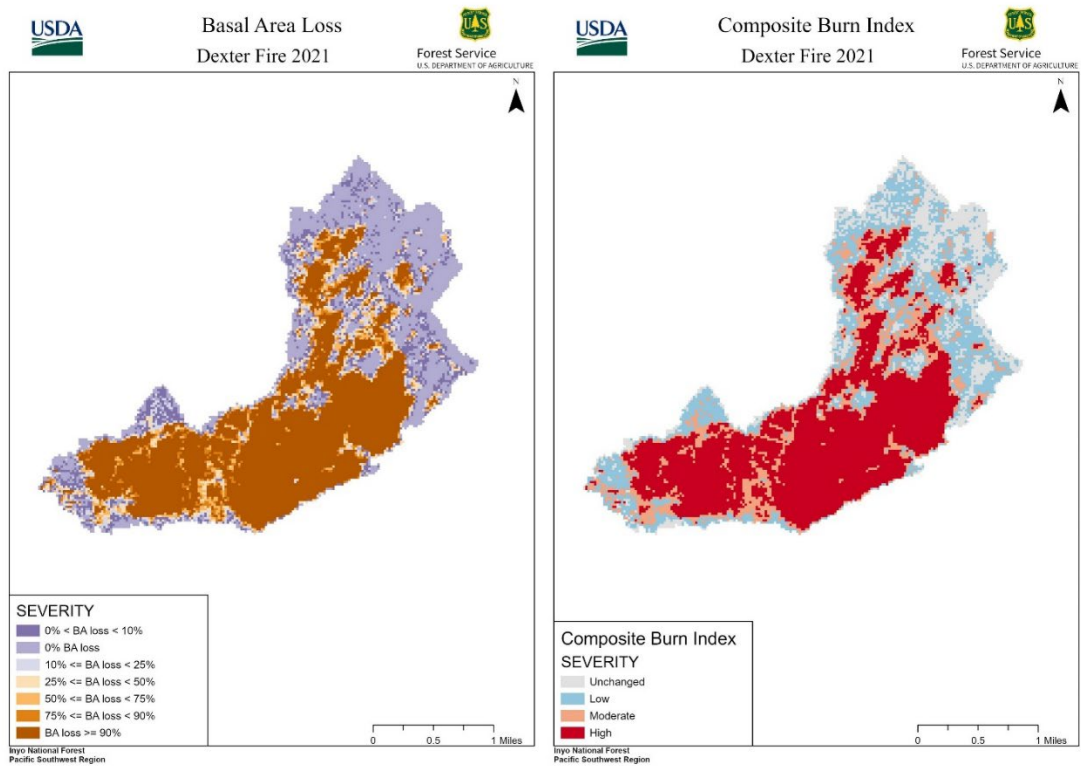 USDA
Basal Area Loss
Dexter Fire 2021
UAS
Forest Service
U.S. DEPARTMENT OF AGRICULTURE
N
SEVERITY
0% < BA loss < 10%
0% BA loss
10% <= BA loss < 25%
25% <= BA loss < 50%
50% <= BA loss < 75%
75% <= BA loss < 90%
BA loss >= 90%
0 0.5 1 Miles
Inyo National Forest
Pacific Southwest Region
USDA
Composite Burn Index
Dexter Fire 2021
UAS
Forest Service
U.S. DEPARTMENT OF AGRICULTURE
N
Composite Burn Index
SEVERITY
Unchanged
Low
Moderate
High
0 0.5 1 Miles
Inyo National Forest
Pacific Southwest Region